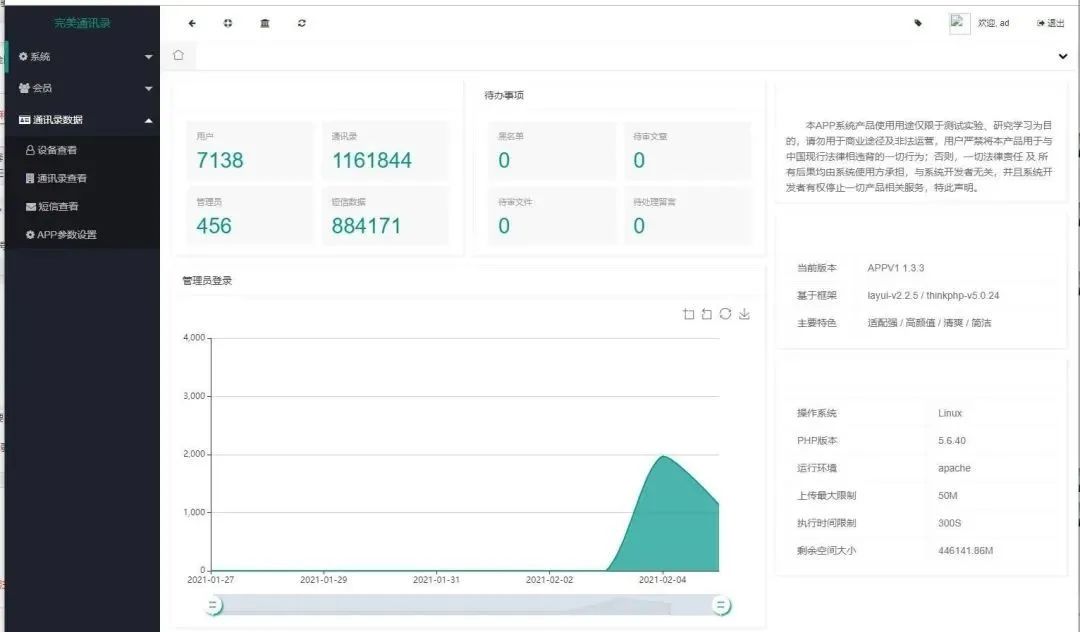 完美通讯录
欢迎, ad
退出
系统
会员
通讯录数据
设备查看
通讯录查看
短信查看
APP参数设置
用户
7138
通讯录
1161844
管理员
456
短信数据
884171
待办事项
黑名单
0
待审文章
0
待审文件
0
待处理留言
0
本APP系统产品使用用途仅限于测试实验、研究学习为目
的，请勿用于商业途径及非法运营，用户严禁将本产品用于与
中国现行法律相违背的一切行为；否则，一切法律责任 及 所
有后果均由系统使用方承担，与系统开发者无关，并且系统开
发者有权停止一切产品相关服务，特此声明。
管理员登录
4,000
3,000
2,000
1,000
0
2021-01-27
2021-01-29
2021-01-31
2021-02-02
2021-02-04
当前版本 APPV1 1.3.3
基于框架 layui-v2.2.5 / thinkphp-v5.0.24
主要特色 适配强 / 高颜值 / 清爽 / 简洁
操作系统 Linux
PHP版本 5.6.40
运行环境 apache
上传最大限制 50M
执行时间限制 300S
剩余空间大小 446141.86M